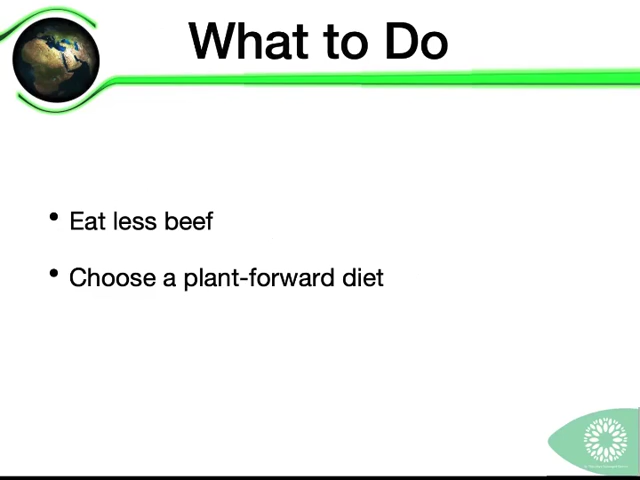 What to Do
• Eat less beef
• Choose a plant-forward diet